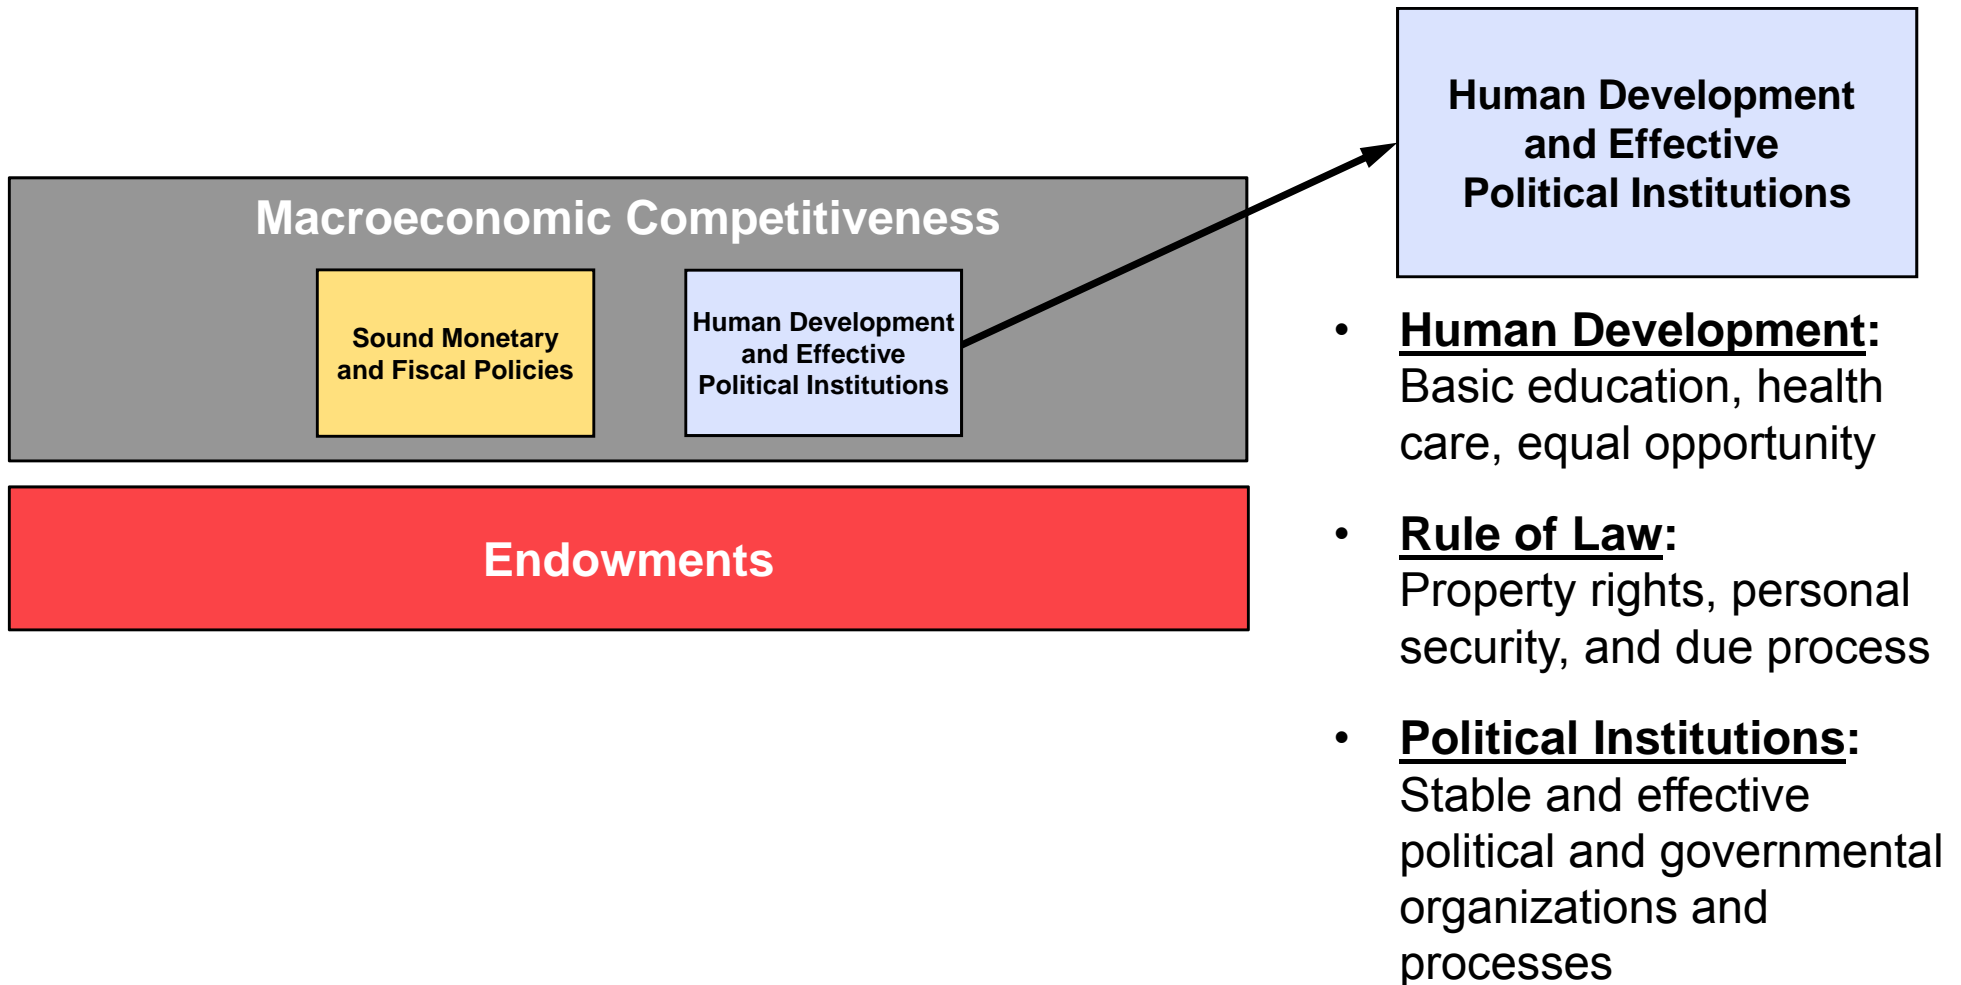 Macroeconomic Competitiveness
Sound Monetary
and Fiscal Policies
Human Development
and Effective
Political Institutions
Endowments
Human Development
and Effective
Political Institutions
• Human Development:
Basic education, health
care, equal opportunity
• Rule of Law:
Property rights, personal
security, and due process
• Political Institutions:
Stable and effective
political and governmental
organizations and
processes